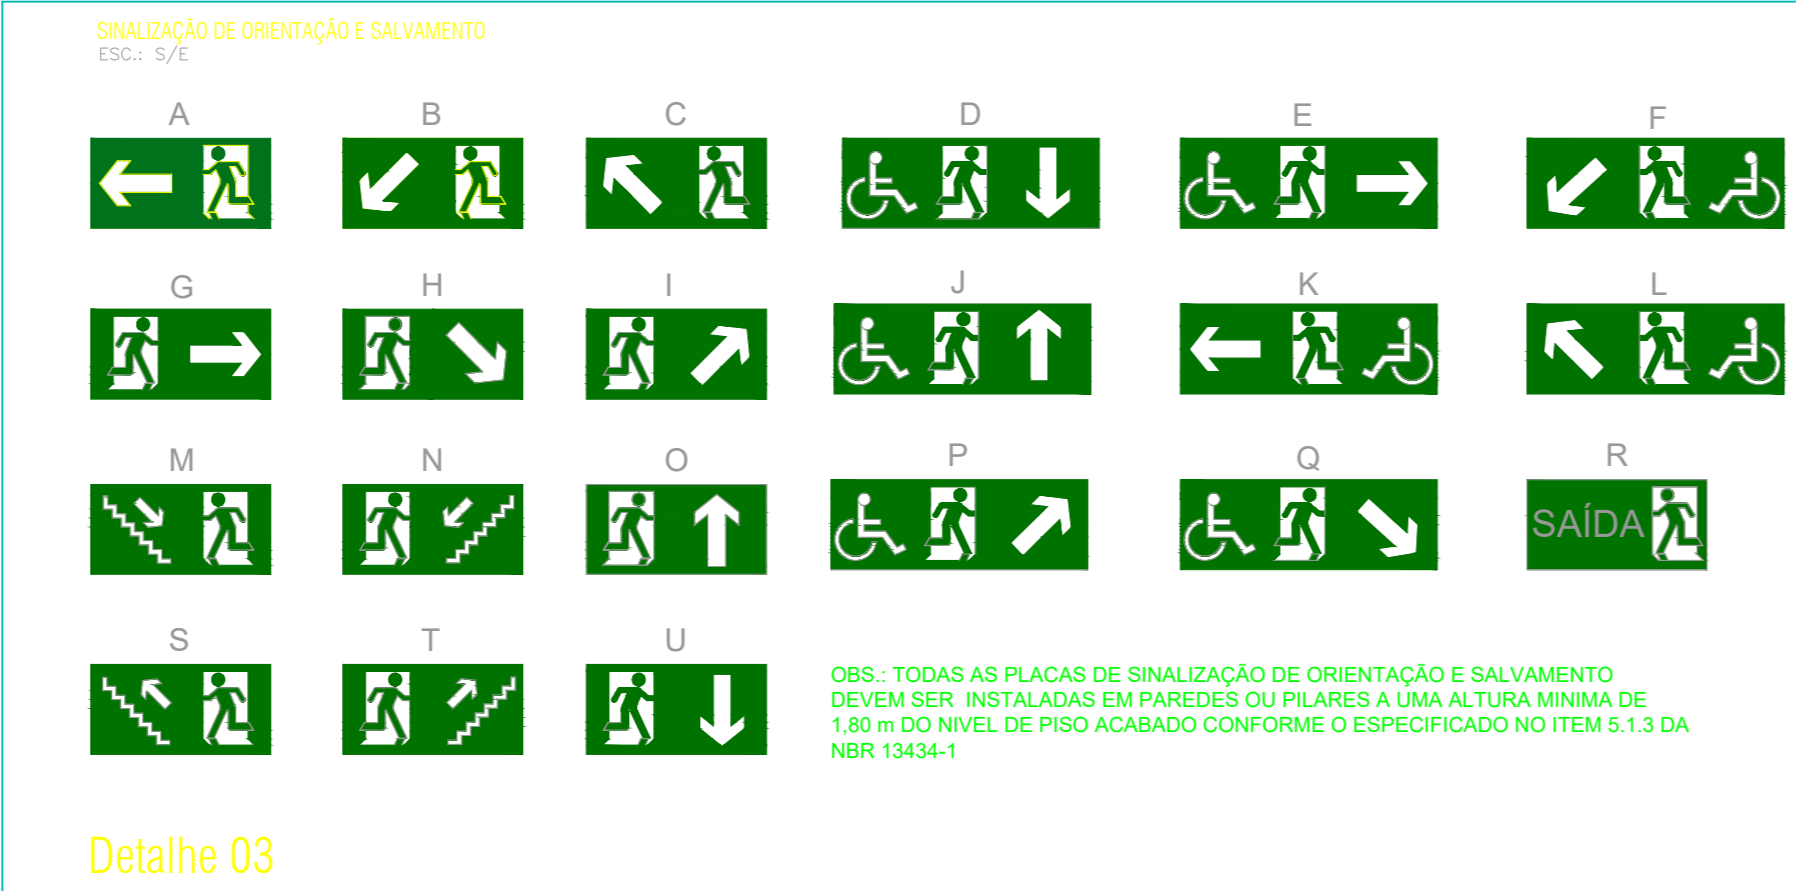 SINALIZAÇÃO DE ORIENTAÇÃO E SALVAMENTO
ESC.: S/E
A
B
C
D
E
F
G
H
I
J
K
L
M
N
O
P
Q
R
SAÍDA
S
T
U
OBS.: TODAS AS PLACAS DE SINALIZAÇÃO DE ORIENTAÇÃO E SALVAMENTO
DEVEM SER INSTALADAS EM PAREDES OU PILARES A UMA ALTURA MINIMA DE
1,80 m DO NIVEL DE PISO ACABADO CONFORME O ESPECIFICADO NO ITEM 5.1.3 DA
NBR 13434-1
Detalhe 03